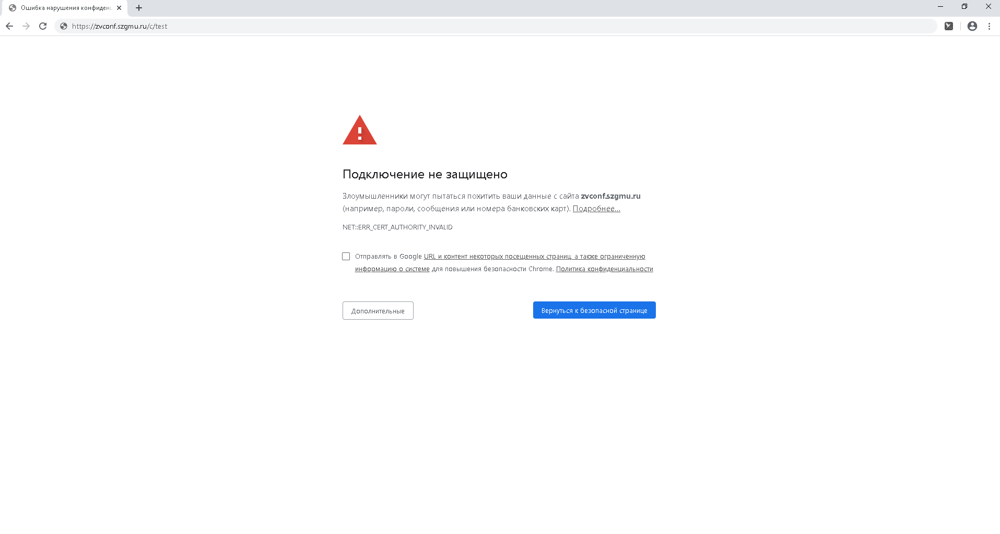 Ошибка нарушения конфиден
https://zvconf.szgmu.ru/c/test
Подключение не защищено
Злоумышленники могут пытаться похитить ваши данные с сайта zvconf.szgmu.ru
(например, пароли, сообщения или номера банковских карт). Подробнее...
NET::ERR_CERT_AUTHORITY_INVALID
Отправлять в Google URL и контент некоторых посещенных страниц, а также ограниченную
информацию о системе для повышения безопасности Chrome. Политика конфиденциальности
Дополнительные
Вернуться к безопасной странице